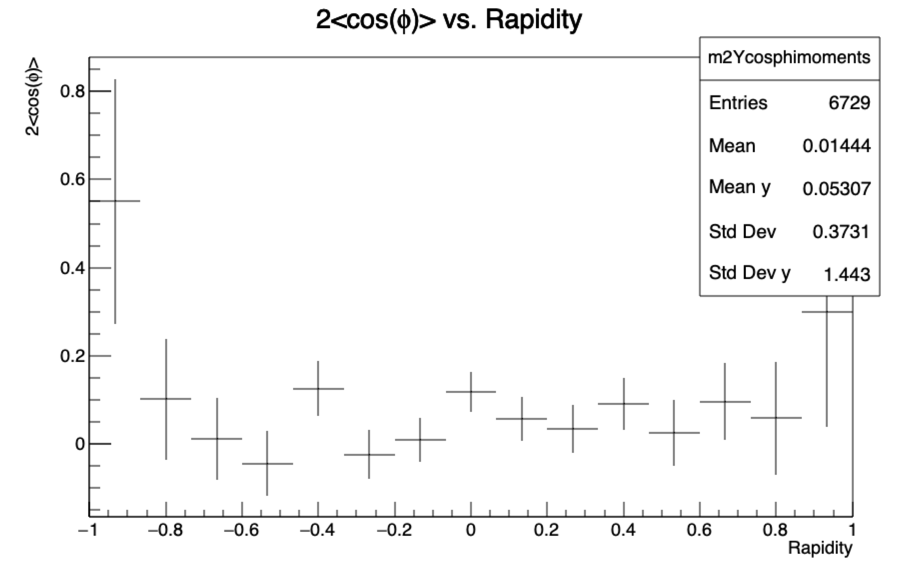 2<cos(ϕ)> vs. Rapidity
m2Ycosphimoments
Entries 6729
Mean 0.01444
Mean y 0.05307
Std Dev 0.3731
Std Dev y 1.443
2<cos(ϕ)>
0.8
0.6
0.4
0.2
0
−1 −0.8 −0.6 −0.4 −0.2 0 0.2 0.4 0.6 0.8 1
Rapidity